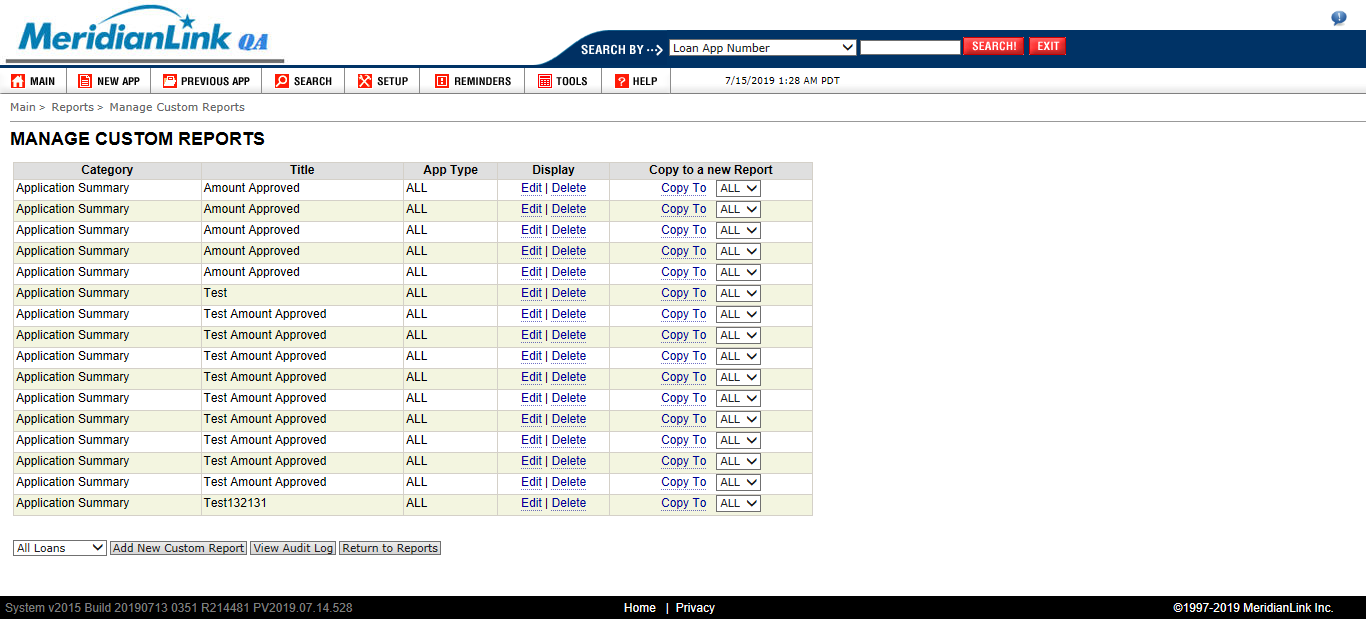 MeridianLink QA
SEARCH BY --> Loan App Number SEARCH! EXIT
MAIN NEW APP PREVIOUS APP SEARCH SETUP REMINDERS TOOLS ? HELP 7/15/2019 1:28 AM PDT
Main > Reports > Manage Custom Reports
MANAGE CUSTOM REPORTS
Category Title App Type Display Copy to a new Report
Application Summary Amount Approved ALL Edit | Delete Copy To ALL
Application Summary Amount Approved ALL Edit | Delete Copy To ALL
Application Summary Amount Approved ALL Edit | Delete Copy To ALL
Application Summary Amount Approved ALL Edit | Delete Copy To ALL
Application Summary Amount Approved ALL Edit | Delete Copy To ALL
Application Summary Test ALL Edit | Delete Copy To ALL
Application Summary Test Amount Approved ALL Edit | Delete Copy To ALL
Application Summary Test Amount Approved ALL Edit | Delete Copy To ALL
Application Summary Test Amount Approved ALL Edit | Delete Copy To ALL
Application Summary Test Amount Approved ALL Edit | Delete Copy To ALL
Application Summary Test Amount Approved ALL Edit | Delete Copy To ALL
Application Summary Test Amount Approved ALL Edit | Delete Copy To ALL
Application Summary Test Amount Approved ALL Edit | Delete Copy To ALL
Application Summary Test Amount Approved ALL Edit | Delete Copy To ALL
Application Summary Test Amount Approved ALL Edit | Delete Copy To ALL
Application Summary Test132131 ALL Edit | Delete Copy To ALL
All Loans Add New Custom Report View Audit Log Return to Reports
System v2015 Build 20190713 0351 R214481 PV2019.07.14.528 Home | Privacy ©1997-2019 MeridianLink Inc.